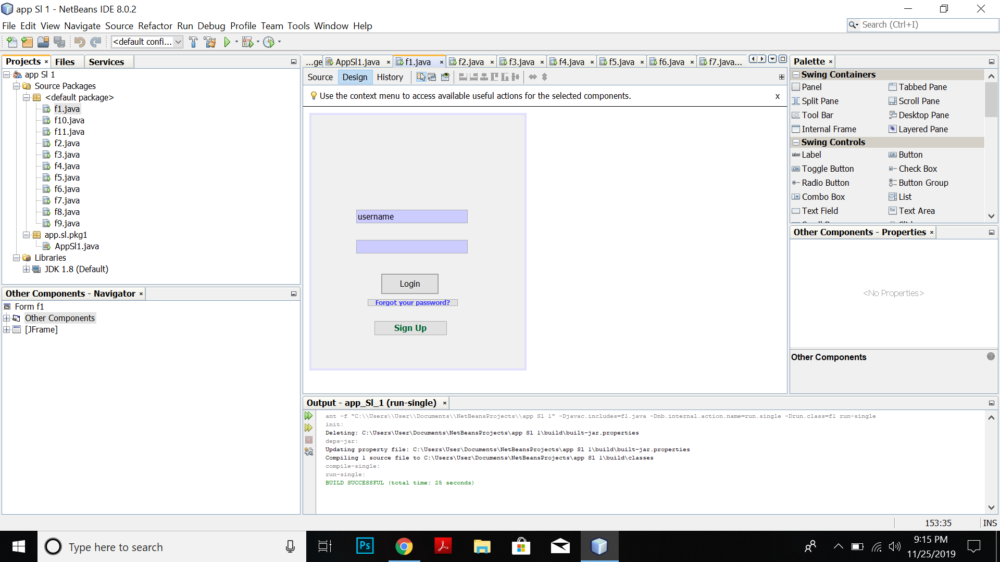 app Sl 1 - NetBeans IDE 8.0.2
File Edit View Navigate Source Refactor Run Debug Profile Team Tools Window Help
Search (Ctrl+I)
<default confi...
Projects
Files
Services
app Sl 1
Source Packages
<default package>
f1.java
f10.java
f11.java
f2.java
f3.java
f4.java
f5.java
f6.java
f7.java
f8.java
f9.java
app.sl.pkg1
AppSl1.java
Libraries
JDK 1.8 (Default)
Other Components - Navigator
Form f1
Other Components
[JFrame]
...ge AppSl1.java f1.java f2.java f3.java f4.java f5.java f6.java f7.java...
Source Design History
Use the context menu to access available useful actions for the selected components. x
username
Login
Forgot your password?
Sign Up
Palette
Swing Containers
Panel Tabbed Pane
Split Pane Scroll Pane
Tool Bar Desktop Pane
Internal Frame Layered Pane
Swing Controls
label Label OK Button
ON Toggle Button Check Box
Radio Button Button Group
Combo Box List
Text Field Text Area
Other Components - Properties
<No Properties>
Other Components
Output - app_Sl_1 (run-single)
ant -f "C:\\Users\\User\\Documents\\NetBeansProjects\\app Sl 1" -Djavac.includes=f1.java -Dnb.internal.action.name=run.single -Drun.class=f1 run-single
init:
Deleting: C:\Users\User\Documents\NetBeansProjects\app Sl 1\build\built-jar.properties
deps-jar:
Updating property file: C:\Users\User\Documents\NetBeansProjects\app Sl 1\build\built-jar.properties
Compiling 1 source file to C:\Users\User\Documents\NetBeansProjects\app Sl 1\build\classes
compile-single:
run-single:
BUILD SUCCESSFUL (total time: 25 seconds)
153:35 INS
Type here to search
Ps
9:15 PM
11/25/2019